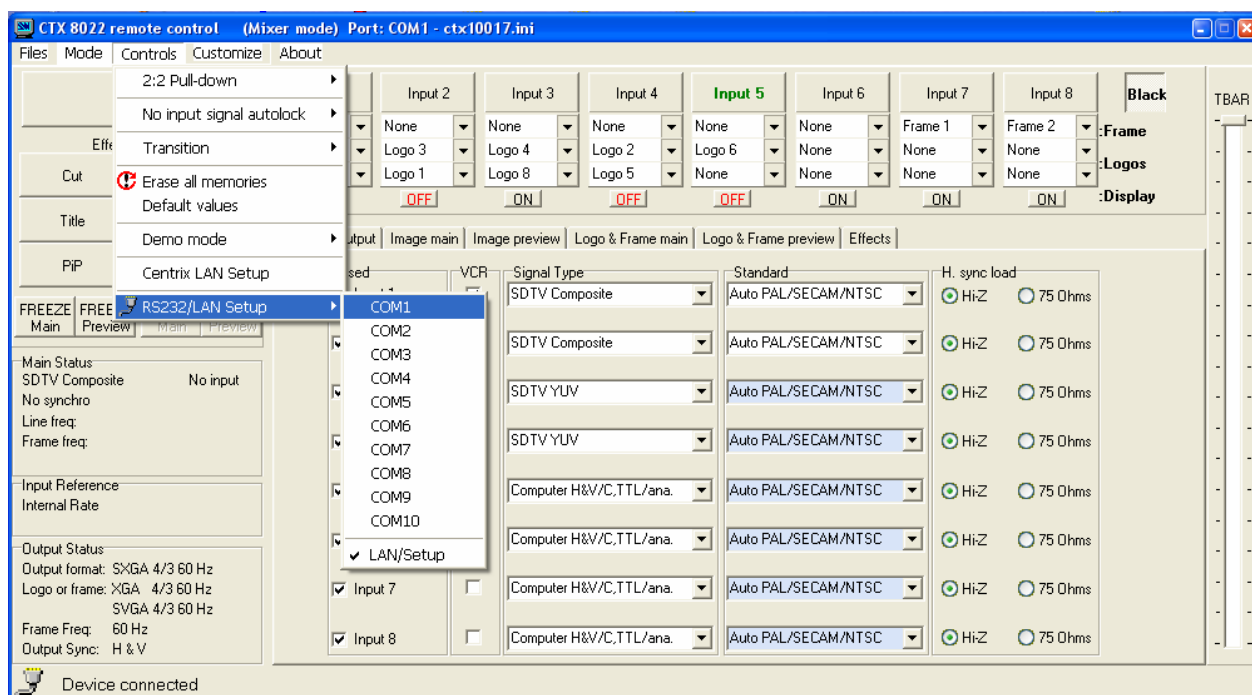 CTX 8022 remote control (Mixer mode) Port: COM1 - ctx10017.ini
Files Mode Controls Customize About
2:2 Pull-down
No input signal autolock
Transition
Erase all memories
Default values
Demo mode
Centrix LAN Setup
RS232/LAN Setup
COM1
COM2
COM3
COM4
COM5
COM6
COM7
COM8
COM9
COM10
LAN/Setup
Input 2 Input 3 Input 4 Input 5 Input 6 Input 7 Input 8 Black TBAR
None None None None None Frame 1 Frame 2 :Frame
Logo 3 Logo 4 Logo 2 Logo 6 None None None :Logos
Logo 1 Logo 8 Logo 5 None None None None
OFF ON OFF OFF ON ON ON :Display
Effe
Cut
Title
PiP
FREEZE FREE
Main Preview Main Preview
utput Image main Image preview Logo & Frame main Logo & Frame preview Effects
sed VCR Signal Type Standard H. sync load
SDTV Composite Auto PAL/SECAM/NTSC Hi-Z 75 Ohms
SDTV Composite Auto PAL/SECAM/NTSC Hi-Z 75 Ohms
SDTV YUV Auto PAL/SECAM/NTSC Hi-Z 75 Ohms
SDTV YUV Auto PAL/SECAM/NTSC Hi-Z 75 Ohms
Computer H&V/C,TTL/ana. Auto PAL/SECAM/NTSC Hi-Z 75 Ohms
Computer H&V/C,TTL/ana. Auto PAL/SECAM/NTSC Hi-Z 75 Ohms
Input 7 Computer H&V/C,TTL/ana. Auto PAL/SECAM/NTSC Hi-Z 75 Ohms
Input 8 Computer H&V/C,TTL/ana. Auto PAL/SECAM/NTSC Hi-Z 75 Ohms
Main Status
SDTV Composite No input
No synchro
Line freq:
Frame freq:
Input Reference
Internal Rate
Output Status
Output format: SXGA 4/3 60 Hz
Logo or frame: XGA 4/3 60 Hz
SVGA 4/3 60 Hz
Frame Freq: 60 Hz
Output Sync: H & V
Device connected